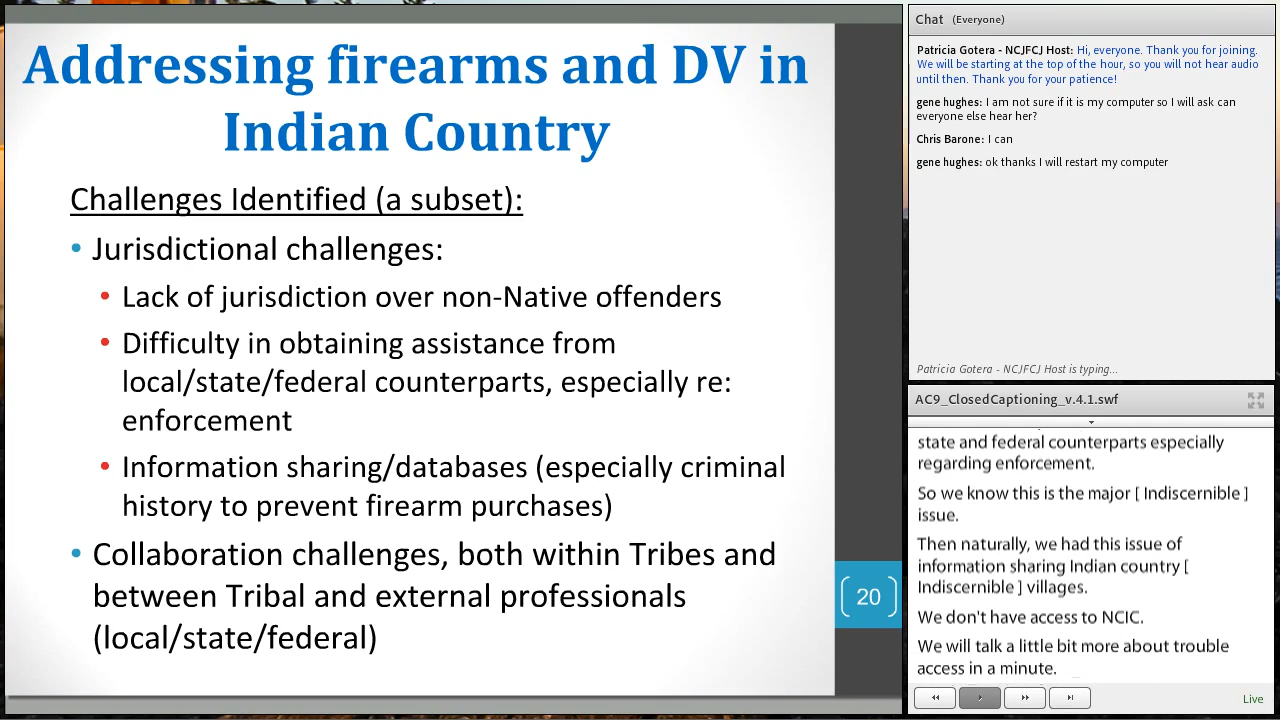 Addressing firearms and DV in
Indian Country
Challenges Identified (a subset):
• Jurisdictional challenges:
• Lack of jurisdiction over non-Native offenders
• Difficulty in obtaining assistance from
local/state/federal counterparts, especially re:
enforcement
• Information sharing/databases (especially criminal
history to prevent firearm purchases)
• Collaboration challenges, both within Tribes and
between Tribal and external professionals
(local/state/federal)
20
Chat (Everyone)
Patricia Gotera - NCJFCJ Host: Hi, everyone. Thank you for joining.
We will be starting at the top of the hour, so you will not hear audio
until then. Thank you for your patience!
gene hughes: I am not sure if it is my computer so I will ask can
everyone else hear her?
Chris Barone: I can
gene hughes: ok thanks I will restart my computer
Patricia Gotera - NCJFCJ Host is typing...
AC9_ClosedCaptioning_v.4.1.swf
state and federal counterparts especially
regarding enforcement.
So we know this is the major [ Indiscernible ]
issue.
Then naturally, we had this issue of
information sharing Indian country [
Indiscernible ] villages.
We don't have access to NCIC.
We will talk a little bit more about trouble
access in a minute.
Live